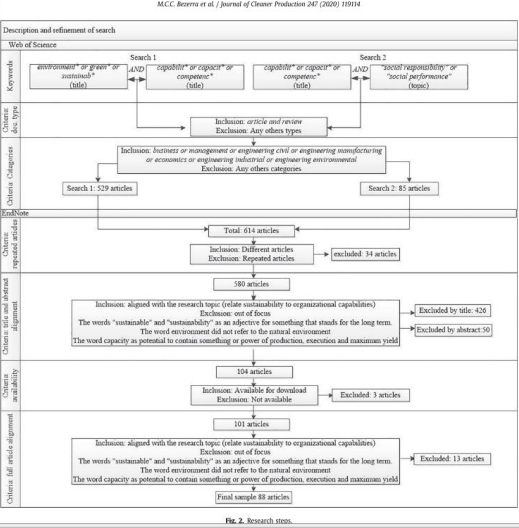 M.C.C. Bezerra et al. / Journal of Cleaner Production 247 (2020) 119114
Description and refinement of search
Web of Science
Keywords
Search 1
environment* or green* or
sustainab*
(title)
AND
capabilit* or capacit* or
competenc*
(title)
Search 2
capabilit* or capacit* or
competenc*
(title)
AND
"social responsibility" or
"social performance"
(topic)
Criteria:
doc. type
Inclusion: article and review
Exclusion: Any others types
Criteria: Categories
Inclusion: business or management or engineering civil or engineering manufacturing
or economics or engineering industrial or engineering environmental
Exclusion: Any others categories
Search 1: 529 articles
Search 2: 85 articles
EndNote
Criteria:
repeated articles
Total: 614 articles
Inclusion: Different articles
Exclusion: Repeated articles
excluded: 34 articles
Criteria: title and abstract
alignment
580 articles
Inclusion: aligned with the research topic (relate sustainability to organizational capabilities)
Exclusion: out of focus
The words "sustainable" and "sustainability" as an adjective for something that stands for the long term.
The word environment did not refer to the natural environment
The word capacity as potential to contain something or power of production, execution and maximum yield
Excluded by title: 426
Excluded by abstract:50
Criteria:
availability
104 articles
Inclusion: Available for download
Exclusion: Not available
Excluded: 3 articles
Criteria: full article alignment
101 articles
Inclusion: aligned with the research topic (relate sustainability to organizational capabilities)
Exclusion: out of focus
The words "sustainable" and "sustainability" as an adjective for something that stands for the long term.
The word environment did not refer to the natural environment
The word capacity as potential to contain something or power of production, execution and maximum yield
Excluded: 13 articles
Final sample 88 articles
Fig. 2. Research steps.